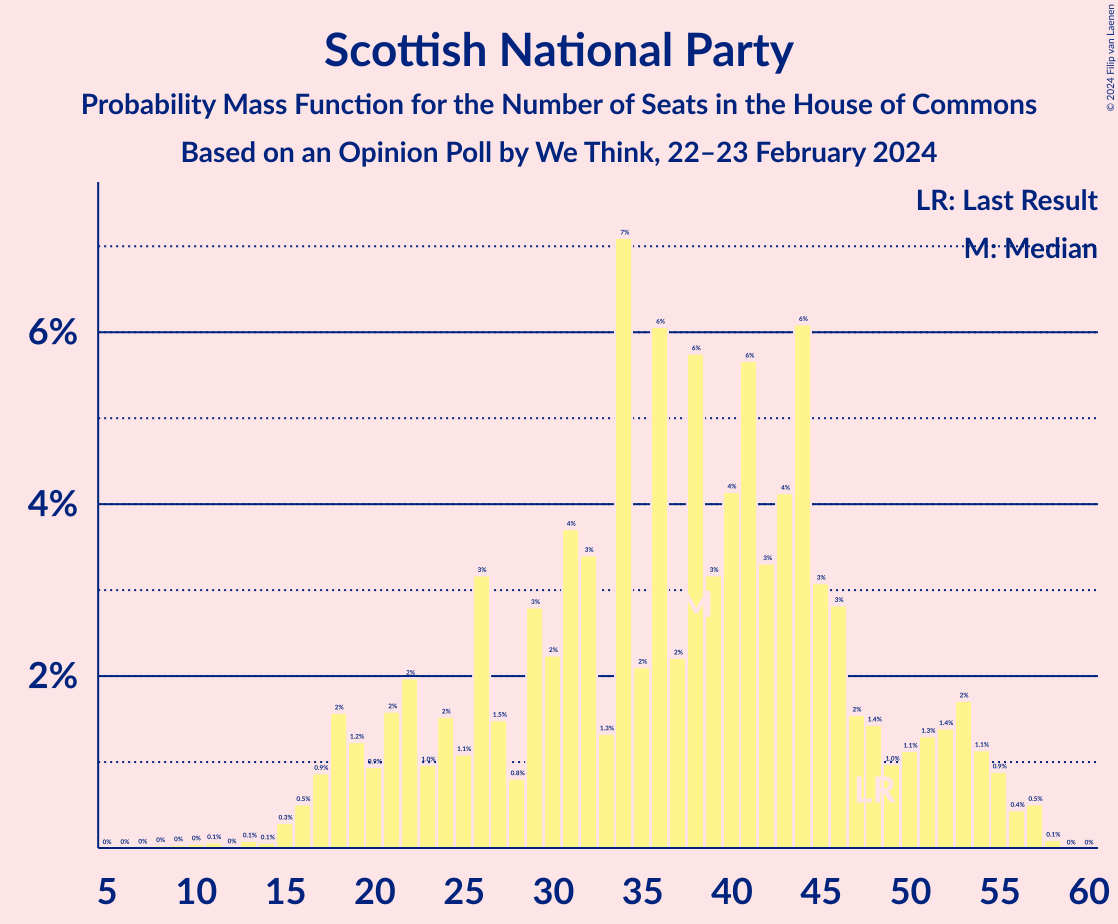 Scottish National Party
Probability Mass Function for the Number of Seats in the House of Commons
Based on an Opinion Poll by We Think, 22–23 February 2024
© 2024 Filip van Laenen
LR: Last Result
M: Median
6%
4%
2%
0% 0% 0% 0% 0% 0% 0.1% 0% 0.1% 0.1% 0.3% 0.5% 0.9% 2% 1.2% 0.9% 2% 2% 1.0% 2% 1.1% 3% 1.5% 0.8% 3% 2% 4% 3% 1.3% 7% 2% 6% 2% 6% 3% 4% 6% 3% 4% 6% 3% 3% 2% 1.4% 1.0% 1.1% 1.3% 1.4% 2% 1.1% 0.9% 0.4% 0.5% 0.1% 0% 0%
M
LR
5 10 15 20 25 30 35 40 45 50 55 60